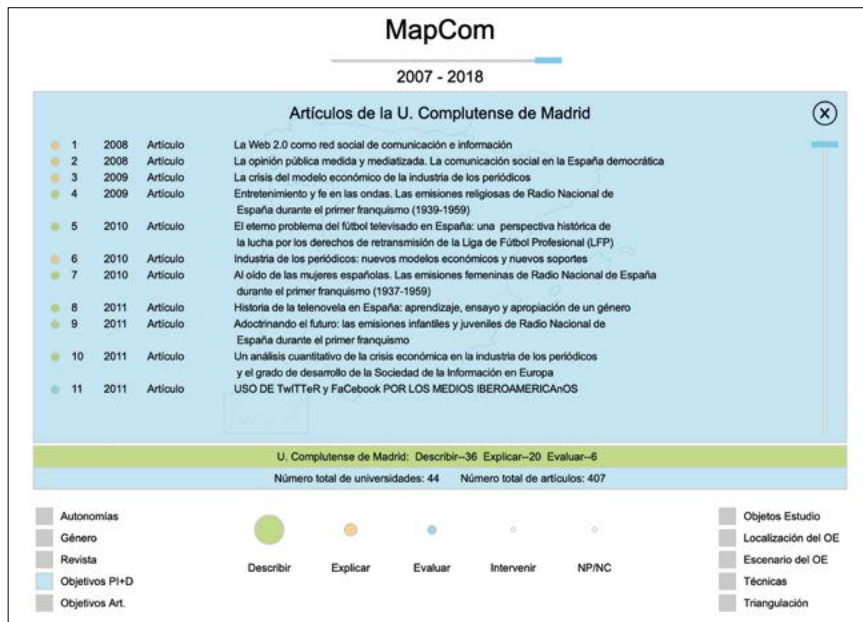 MapCom
2007 - 2018
Artículos de la U. Complutense de Madrid
X
1 2008 Artículo La Web 2.0 como red social de comunicación e información
2 2008 Artículo La opinión pública medida y mediatizada. La comunicación social en la España democrática
3 2009 Artículo La crisis del modelo económico de la industria de los periódicos
4 2009 Artículo Entretenimiento y fe en las ondas. Las emisiones religiosas de Radio Nacional de
España durante el primer franquismo (1939-1959)
5 2010 Artículo El eterno problema del fútbol televisado en España: una perspectiva histórica de
la lucha por los derechos de retransmisión de la Liga de Fútbol Profesional (LFP)
6 2010 Artículo Industria de los periódicos: nuevos modelos económicos y nuevos soportes
7 2010 Artículo Al oído de las mujeres españolas. Las emisiones femeninas de Radio Nacional de España
durante el primer franquismo (1937-1959)
8 2011 Artículo Historia de la telenovela en España: aprendizaje, ensayo y apropiación de un género
9 2011 Artículo Adoctrinando el futuro: las emisiones infantiles y juveniles de Radio Nacional de
España durante el primer franquismo
10 2011 Artículo Un análisis cuantitativo de la crisis económica en la industria de los periódicos
y el grado de desarrollo de la Sociedad de la Información en Europa
11 2011 Artículo USO DE TwITTeR y FaCebook POR LOS MEDIOS IBEROAMERICAnOS
U. Complutense de Madrid: Describir--36 Explicar--20 Evaluar--6
Número total de universidades: 44 Número total de artículos: 407
Autonomías
Género
Revista
Objetivos PI+D
Objetivos Art.
Describir Explicar Evaluar Intervenir NP/NC
Objetos Estudio
Localización del OE
Escenario del OE
Técnicas
Triangulación